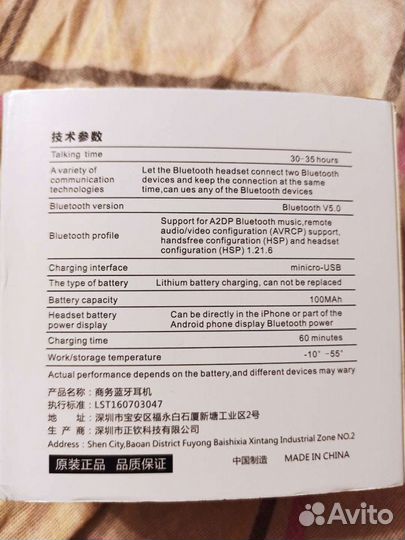 技术参数
Talking time 30-35hours
A variety of Let the Bluetooth headset connect two Bluetooth
communication devices and keep the connection at the same
technologies time,can ues any of the Bluetooth devices
Bluetooth version Bluetooth V5.0
Support for A2DP Bluetooth music,remote
Bluetooth profile audio/video configuration (AVRCP) support,
handsfree configuration (HSP) and headset
configuration (HSP) 1.21.6
Charging interface minicro-USB
The type of battery Lithium battery charging, can not be replaced
Battery capacity 100MAh
Headset battery Can be directly in the iPhone or part of the
power display Android phone display Bluetooth power
Charging time 60 minutes
Work/storage temperature -10° -55°
Actual performance depends on the battery,and different devices may vary
产品名称：商务蓝牙耳机
执行标准：LST160703047
地 址：深圳市宝安区福永白石厦新塘工业区2号
生 产 商：深圳市正钦科技有限公司
Address : Shen City,Baoan District Fuyong Baishixia Xintang Industrial Zone NO.2
原装正品 品质保证 中国制造 MADE IN CHINA
Avito